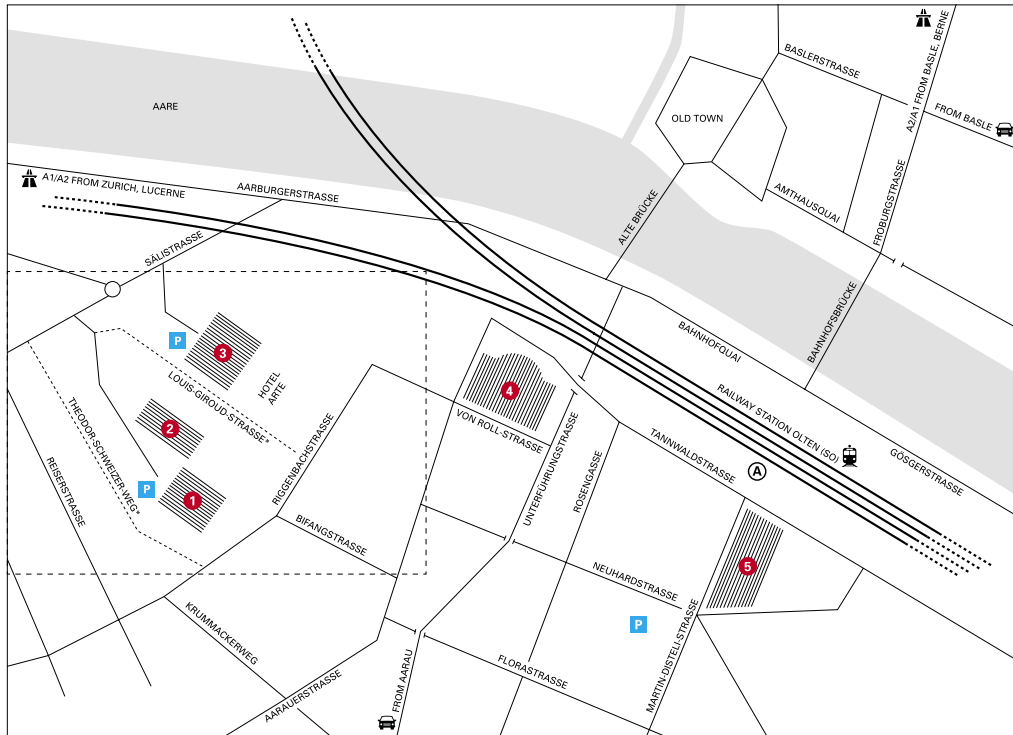 A2/A1 FROM BASLE, BERNE
BASLERSTRASSE
FROM BASLE
AARE
OLD TOWN
A1/A2 FROM ZURICH, LUCERNE
AARBURGERSTRASSE
AMTHAUSQUAI
FROBURGSTRASSE
ALTE BRÜCKE
SÄLISTRASSE
BAHNHOFSBRÜCKE
BAHNHOFQUAI
P
3
LOUIS-GIROUD-STRASSE*
HOTEL
ARTE
4
RAILWAY STATION OLTEN (SO)
GÖSGERSTRASSE
THEODOR-SCHWEIZER-WEG*
2
VON ROLL-STRASSE
TANNWALDSTRASSE
A
REISERSTRASSE
P
1
RIGGENBACHSTRASSE
UNTERFÜHRUNGSTRASSE
ROSENGASSE
BIFANGSTRASSE
NEUHARDSTRASSE
5
P
KRUMMACKERWEG
MARTIN-DISTELI-STRASSE
FLORASTRASSE
AARAUERSTRASSE
FROM AARAU